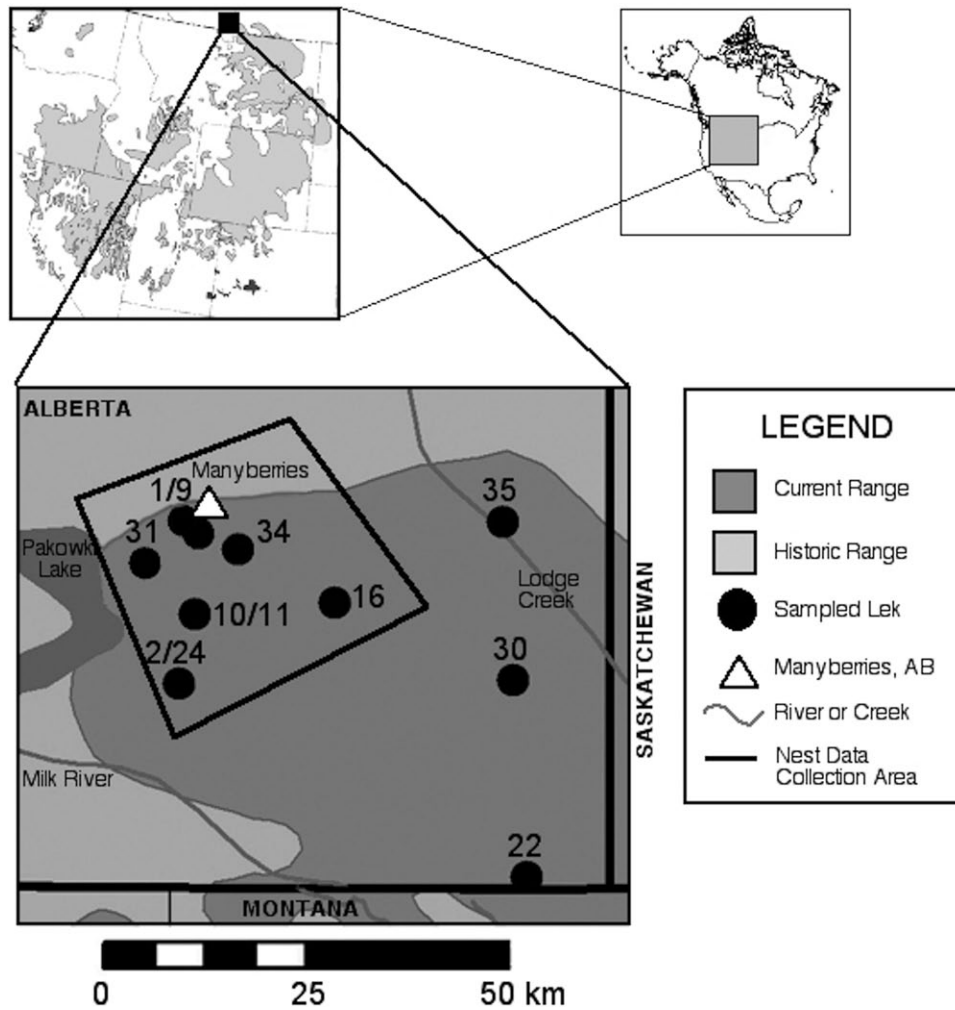 ALBERTA
Manyberries
1/9
31
34
35
Pakowki
Lake
Lodge
Creek
10/11
16
2/24
30
Milk River
22
MONTANA
SASKATCHEWAN
0 25 50 km
LEGEND
Current Range
Historic Range
Sampled Lek
Manyberries, AB
River or Creek
Nest Data
Collection Area